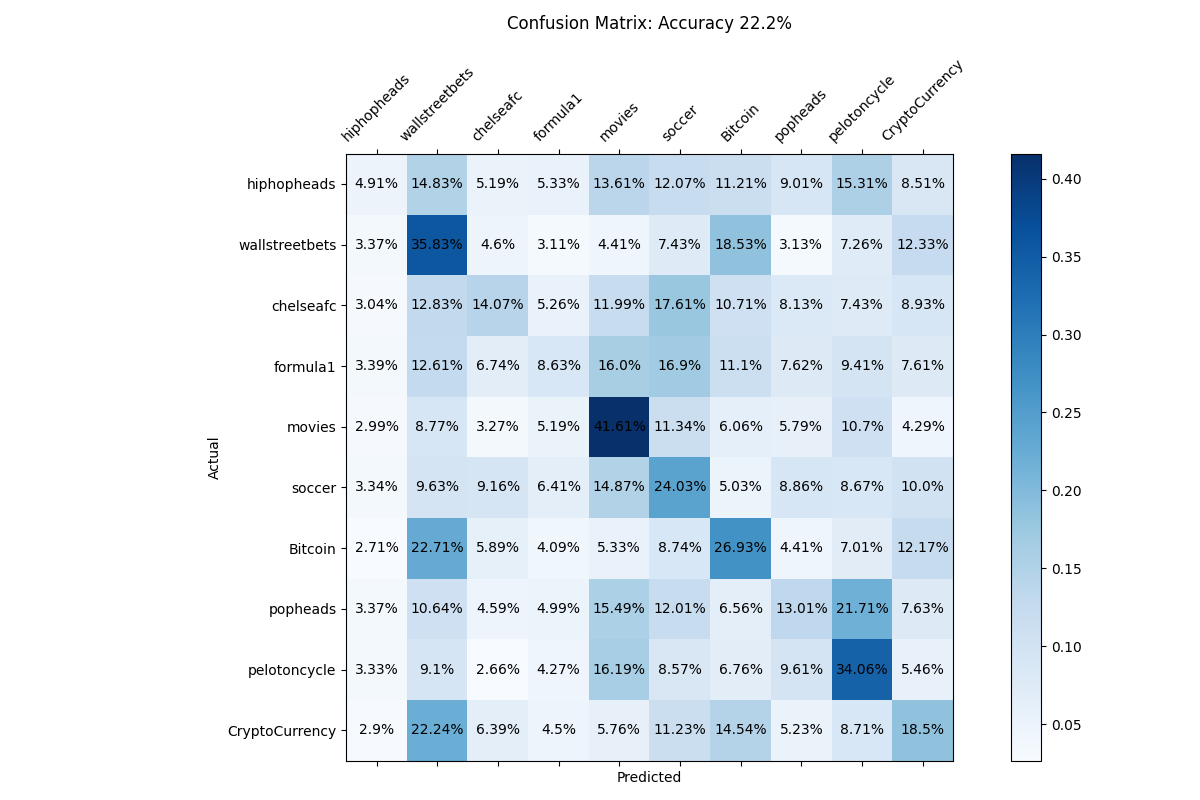 Confusion Matrix: Accuracy 22.2%
hiphopheads wallstreetbets chelseafc formula1 movies soccer Bitcoin popheads pelotoncycle CryptoCurrency
hiphopheads 4.91% 14.83% 5.19% 5.33% 13.61% 12.07% 11.21% 9.01% 15.31% 8.51%
wallstreetbets 3.37% 35.83% 4.6% 3.11% 4.41% 7.43% 18.53% 3.13% 7.26% 12.33%
chelseafc 3.04% 12.83% 14.07% 5.26% 11.99% 17.61% 10.71% 8.13% 7.43% 8.93%
formula1 3.39% 12.61% 6.74% 8.63% 16.0% 16.9% 11.1% 7.62% 9.41% 7.61%
movies 2.99% 8.77% 3.27% 5.19% 41.61% 11.34% 6.06% 5.79% 10.7% 4.29%
soccer 3.34% 9.63% 9.16% 6.41% 14.87% 24.03% 5.03% 8.86% 8.67% 10.0%
Bitcoin 2.71% 22.71% 5.89% 4.09% 5.33% 8.74% 26.93% 4.41% 7.01% 12.17%
popheads 3.37% 10.64% 4.59% 4.99% 15.49% 12.01% 6.56% 13.01% 21.71% 7.63%
pelotoncycle 3.33% 9.1% 2.66% 4.27% 16.19% 8.57% 6.76% 9.61% 34.06% 5.46%
CryptoCurrency 2.9% 22.24% 6.39% 4.5% 5.76% 11.23% 14.54% 5.23% 8.71% 18.5%
Actual
Predicted
0.40
0.35
0.30
0.25
0.20
0.15
0.10
0.05